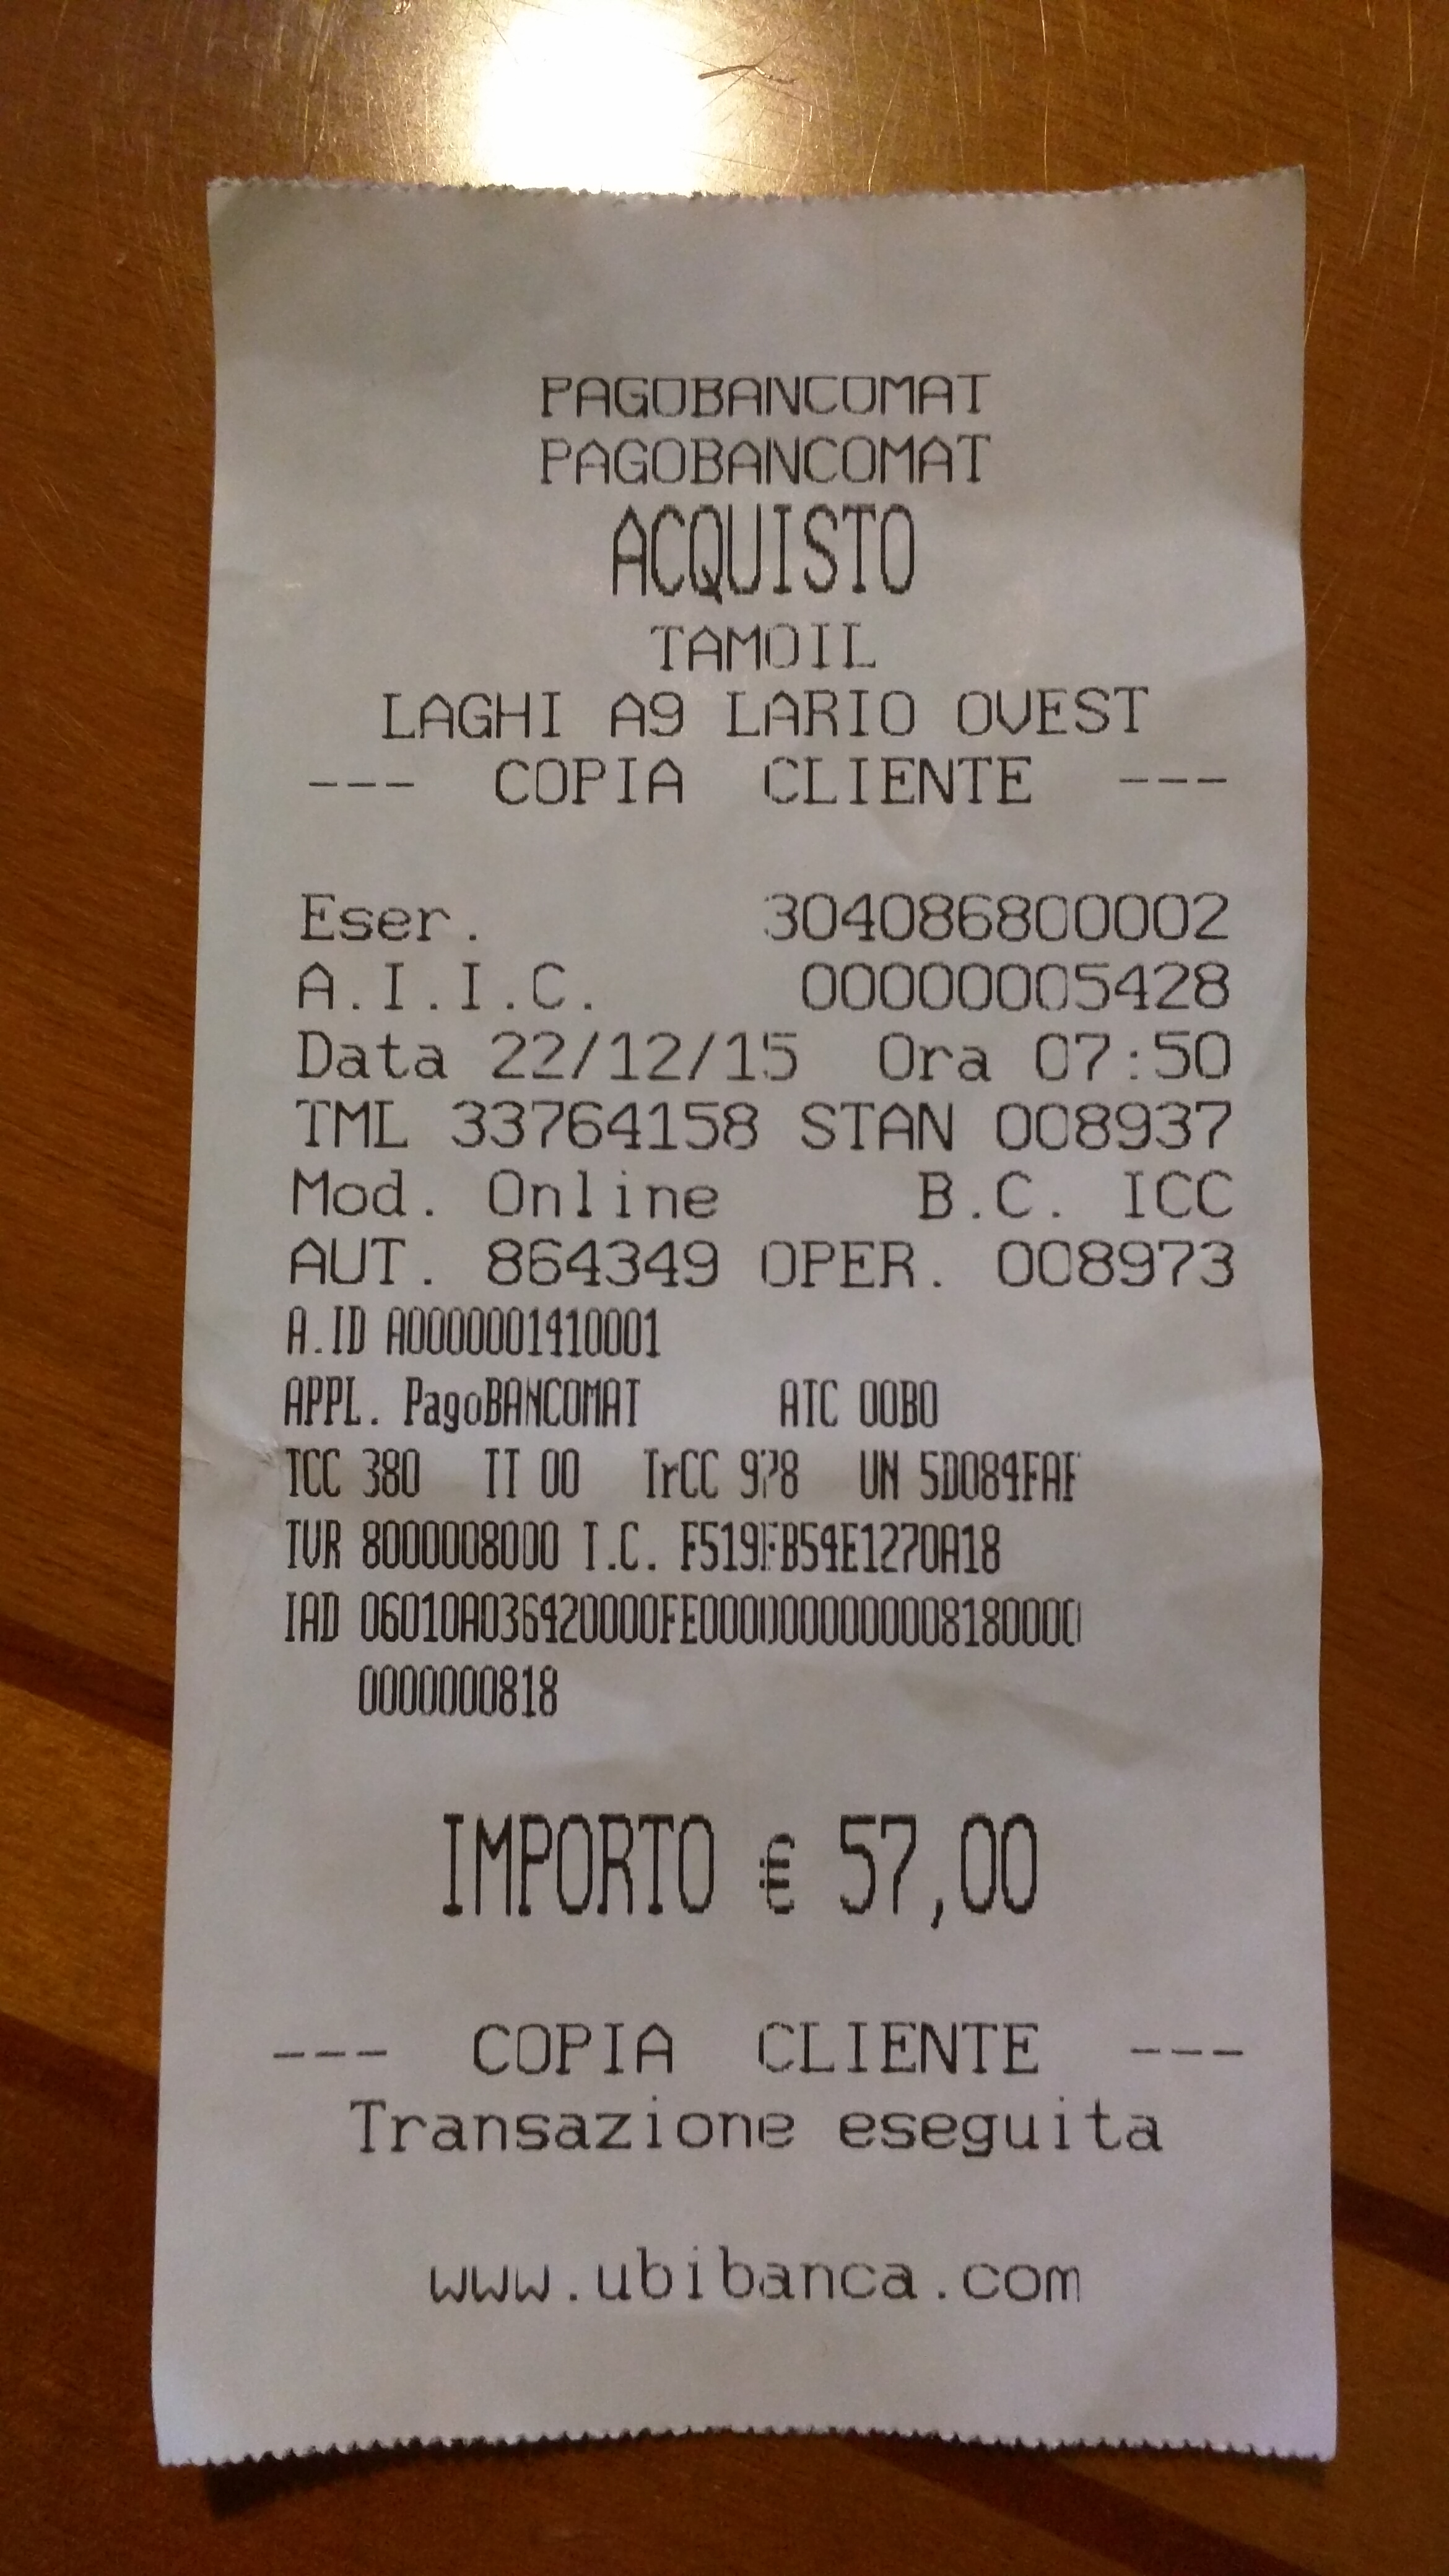 PAGOBANCOMAT
PAGOBANCOMAT
ACQUISTO
TAMOIL
LAGHI A9 LARIO OVEST
--- COPIA CLIENTE ---
Eser. 304086800002
A.I.I.C. 00000005428
Data 22/12/15 Ora 07:50
TML 33764158 STAN 008937
Mod. Online B.C. ICC
AUT. 864349 OPER. 008973
A.ID A0000001410001
APPL. PagoBANCOMAT ATC 00B0
TCC 380 TT 00 TrCC 978 UN 5D084FAF
TVR 8000008000 T.C. F519FB54E1270A18
IAD 06010A036420000FE0000000000008180000
0000000818
IMPORTO € 57,00
--- COPIA CLIENTE ---
Transazione eseguita
www.ubibanca.com